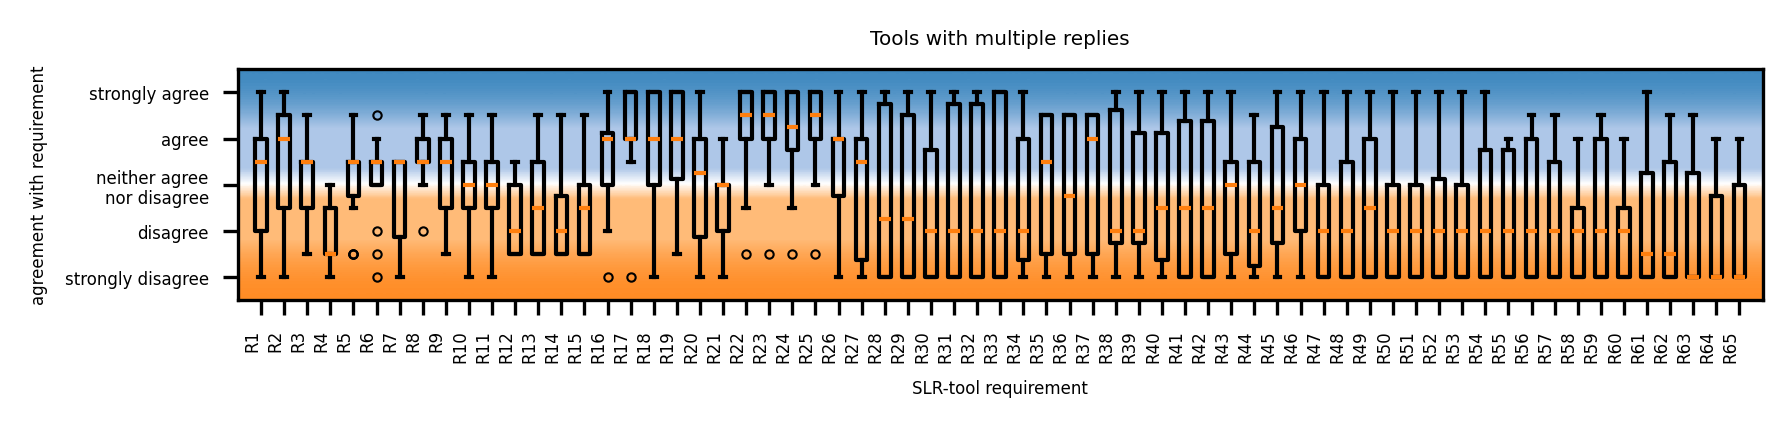 Tools with multiple replies
agreement with requirement
strongly agree
agree
neither agree
nor disagree
disagree
strongly disagree
R1 R2 R3 R4 R5 R6 R7 R8 R9 R10 R11 R12 R13 R14 R15 R16 R17 R18 R19 R20 R21 R22 R23 R24 R25 R26 R27 R28 R29 R30 R31 R32 R33 R34 R35 R36 R37 R38 R39 R40 R41 R42 R43 R44 R45 R46 R47 R48 R49 R50 R51 R52 R53 R54 R55 R56 R57 R58 R59 R60 R61 R62 R63 R64 R65
SLR-tool requirement